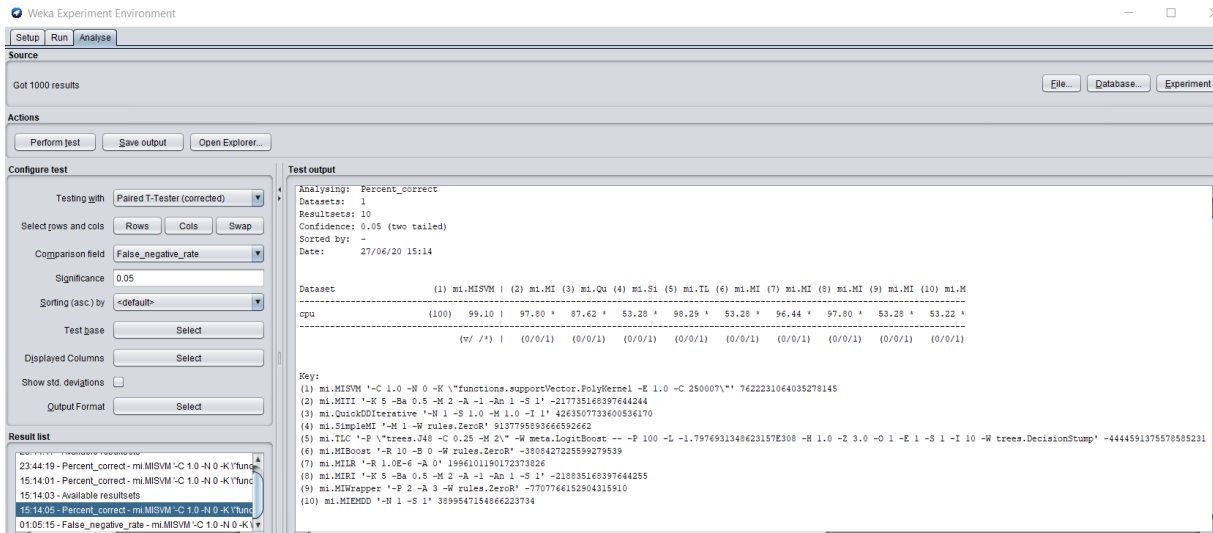 Weka Experiment Environment
Setup Run Analyse
Source
Got 1000 results
File... Database... Experiment
Actions
Perform test Save output Open Explorer...
Configure test
Testing with Paired T-Tester (corrected)
Select rows and cols Rows Cols Swap
Comparison field False_negative_rate
Significance 0.05
Sorting (asc.) by <default>
Test base Select
Displayed Columns Select
Show std. deviations
Output Format Select
Result list
23:44:19 - Percent_correct - mi.MISVM '-C 1.0 -N 0 -K \"func
15:14:01 - Percent_correct - mi.MISVM '-C 1.0 -N 0 -K \"func
15:14:03 - Available resultsets
15:14:05 - Percent_correct - mi.MISVM '-C 1.0 -N 0 -K \"func
01:05:15 - False_negative_rate - mi.MISVM '-C 1.0 -N 0 -K \
Test output
Analysing: Percent_correct
Datasets: 1
Resultsets: 10
Confidence: 0.05 (two tailed)
Sorted by: -
Date: 27/06/20 15:14
Dataset (1) mi.MISVM | (2) mi.MI (3) mi.Qu (4) mi.Si (5) mi.TL (6) mi.MI (7) mi.MI (8) mi.MI (9) mi.MI (10) mi.M
cpu (100) 99.10 | 97.80 * 87.62 * 53.28 * 98.29 * 53.28 * 96.44 * 97.80 * 53.28 * 53.22 *
(v/ /*) | (0/0/1) (0/0/1) (0/0/1) (0/0/1) (0/0/1) (0/0/1) (0/0/1) (0/0/1) (0/0/1)
Key:
(1) mi.MISVM '-C 1.0 -N 0 -K \"functions.supportVector.PolyKernel -E 1.0 -C 250007\"' 7622231064035278145
(2) mi.MITI '-K 5 -Ba 0.5 -M 2 -A -1 -An 1 -S 1' -217735168397644244
(3) mi.QuickDDIterative '-N 1 -S 1.0 -M 1.0 -I 1' 4263507733600536170
(4) mi.SimpleMI '-M 1 -W rules.ZeroR' 9137795893666592662
(5) mi.TLC '-P \"trees.J48 -C 0.25 -M 2\" -W meta.LogitBoost -- -P 100 -L -1.7976931348623157E308 -H 1.0 -Z 3.0 -O 1 -E 1 -S 1 -I 10 -W trees.DecisionStump' -4444591375578585231
(6) mi.MIBoost '-R 10 -B 0 -W rules.ZeroR' -3808427225599279539
(7) mi.MILR '-R 1.0E-6 -A 0' 1996101190172373826
(8) mi.MIRI '-K 5 -Ba 0.5 -M 2 -A -1 -An 1 -S 1' -218835168397644255
(9) mi.MIWrapper '-P 2 -A 3 -W rules.ZeroR' -7707766152904315910
(10) mi.MIEMDD '-N 1 -S 1' 3899547154866223734